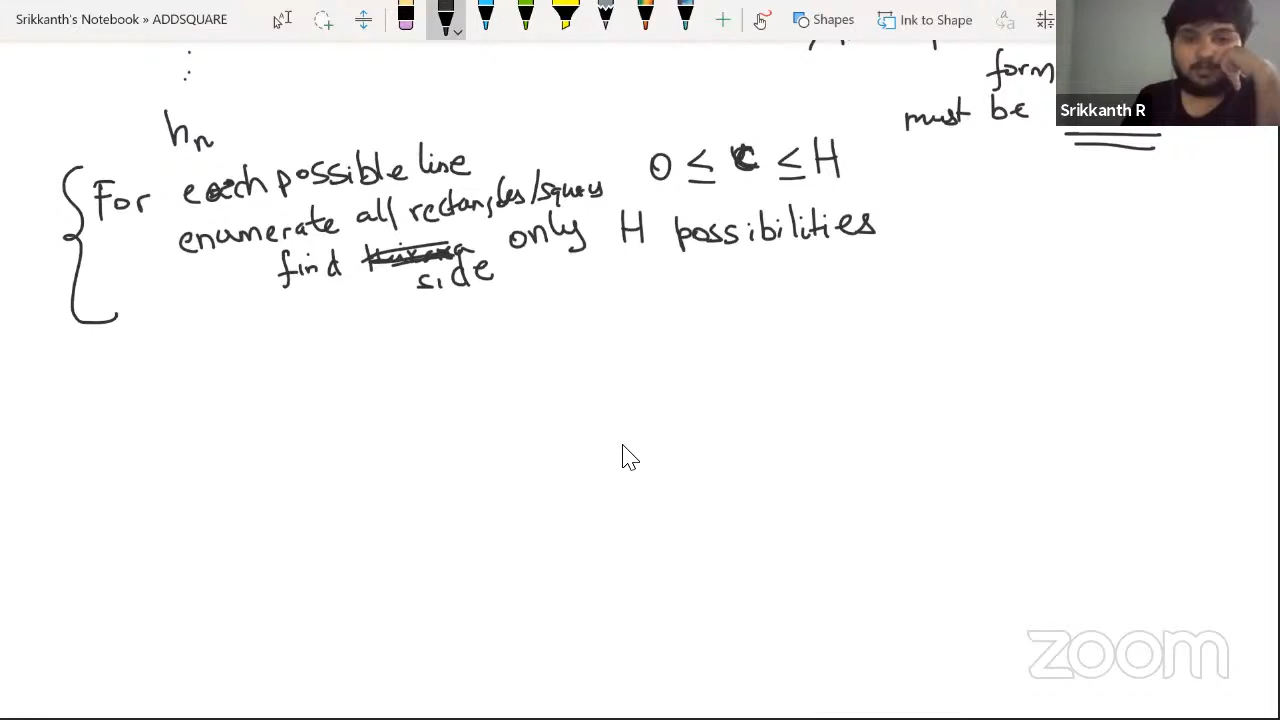 Srikkanth's Notebook » ADDSQUARE
Shapes
Ink to Shape
form
Srikkanth R
must be
hn
For each possible line
0 ≤ c ≤ H
enumerate all rectangles/squares
only H possibilities
find
side
zoom